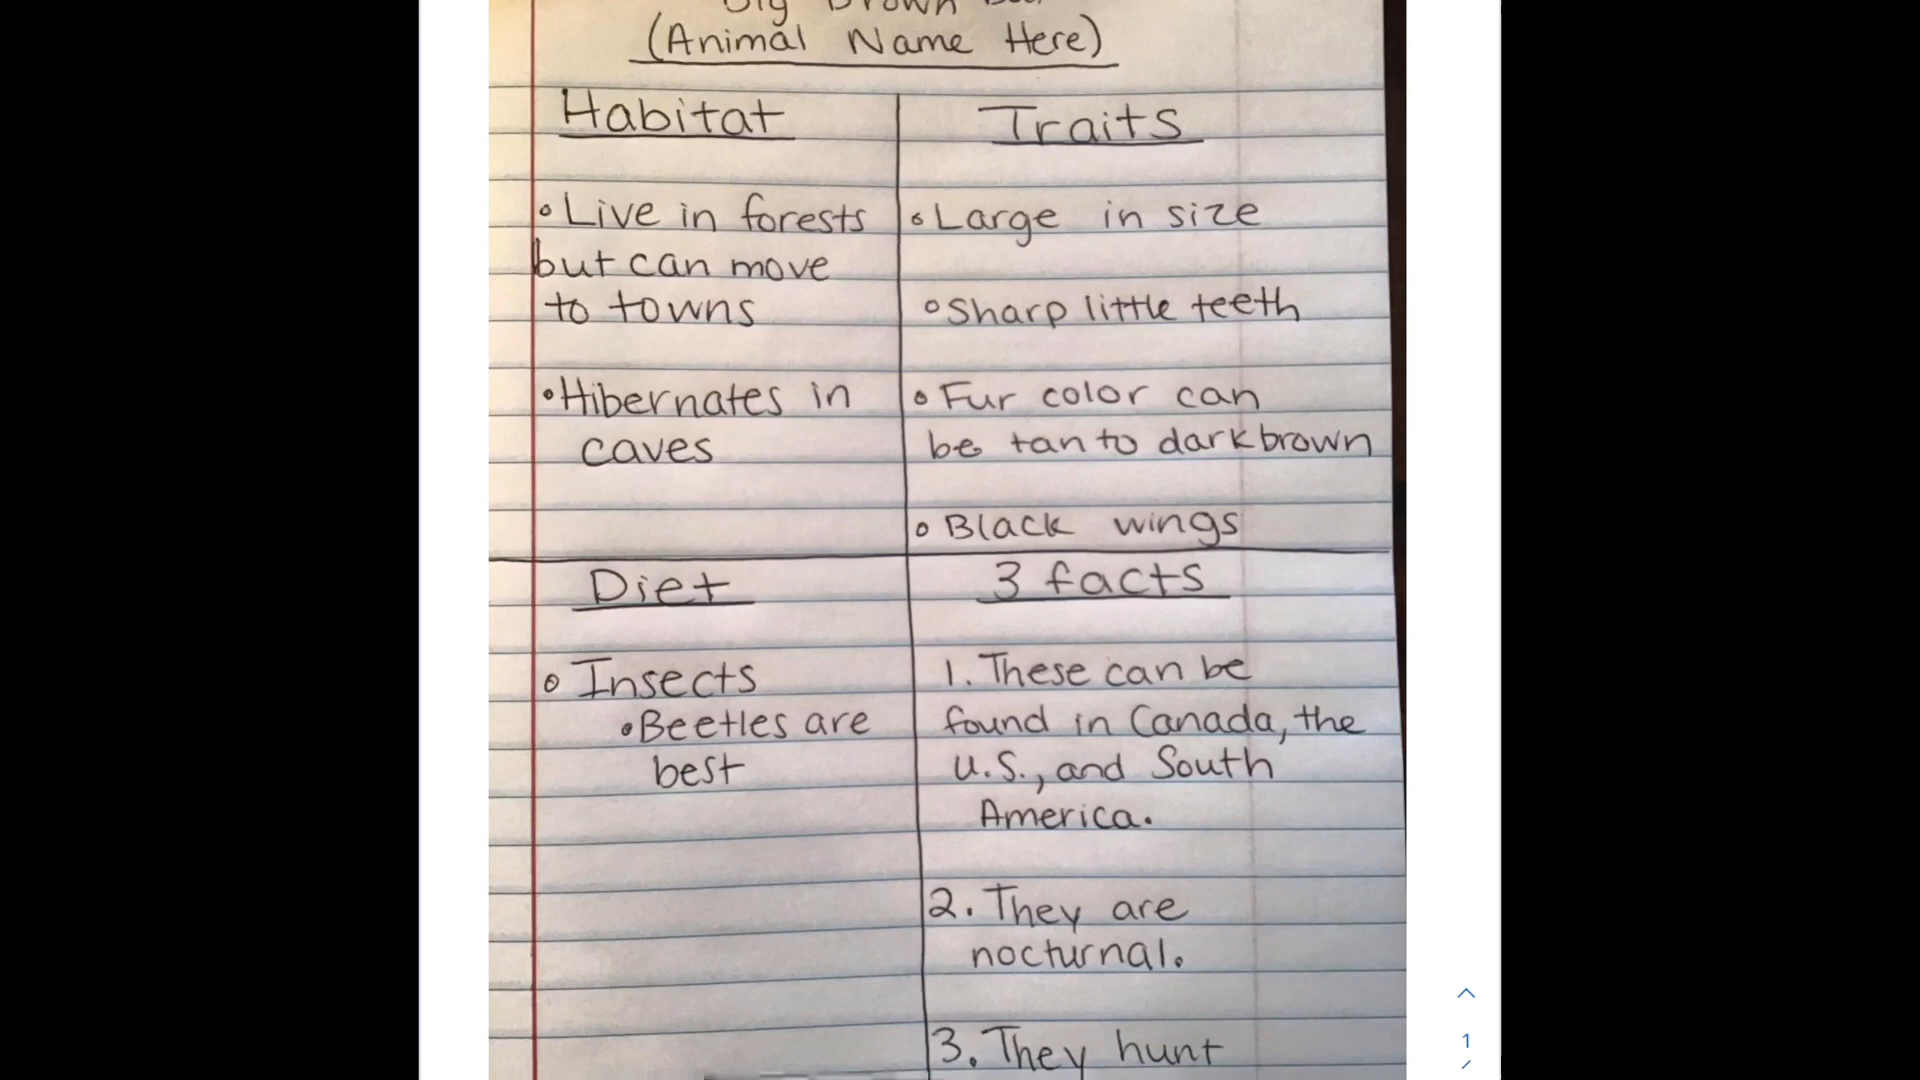 Big Brown
(Animal Name Here)
Habitat
• Live in forests
but can move
to towns
• Hibernates in
caves
Traits
• Large in size
• Sharp little teeth
• Fur color can
be tan to dark brown
• Black wings
Diet
• Insects
• Beetles are
best
3 facts
1. These can be
found in Canada, the
U.S., and South
America.
2. They are
nocturnal.
3. They hunt
1